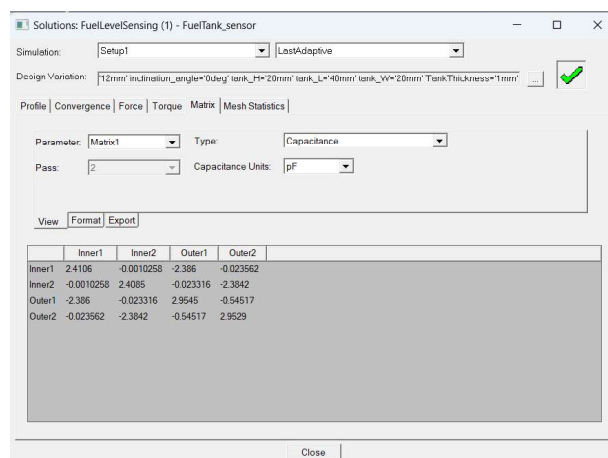 Solutions: FuelLevelSensing (1) - FuelTank_sensor
Simulation: Setup1 LastAdaptive
Design Variation: '12mm' inclination_angle='0deg' tank_H='20mm' tank_L='40mm' tank_W='20mm' TankThickness='1mm' ...
Profile Convergence Force Torque Matrix Mesh Statistics
Parameter: Matrix1 Type: Capacitance
Pass: 2 Capacitance Units: pF
View Format Export
Inner1 Inner2 Outer1 Outer2
Inner1 2.4106 -0.0010258 -2.386 -0.023562
Inner2 -0.0010258 2.4085 -0.023316 -2.3842
Outer1 -2.386 -0.023316 2.9545 -0.54517
Outer2 -0.023562 -2.3842 -0.54517 2.9529
Close